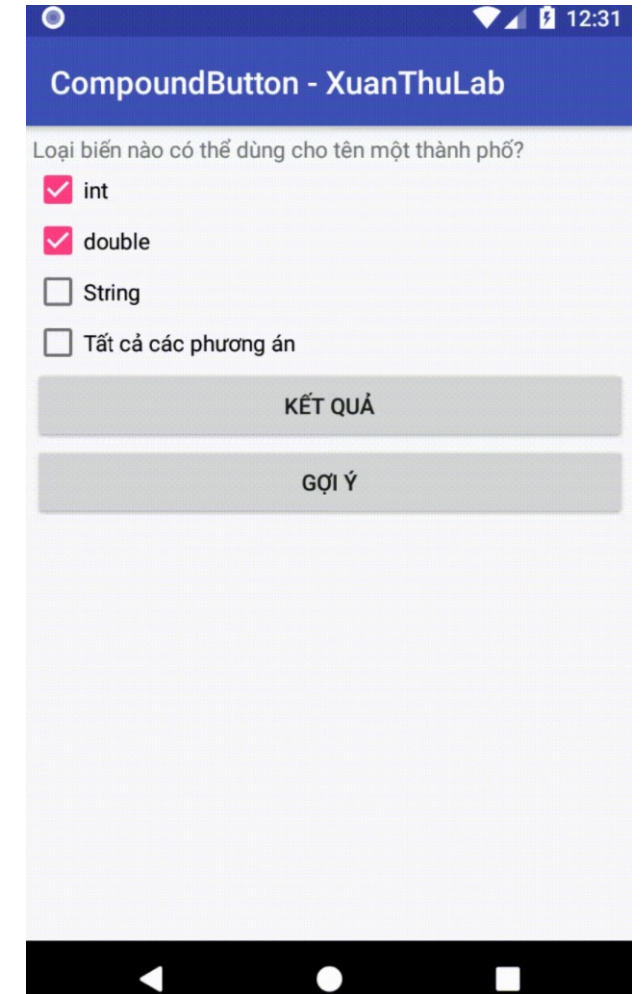 12:31
CompoundButton - XuanThuLab
Loại biến nào có thể dùng cho tên một thành phố?
int
double
String
Tất cả các phương án
KẾT QUẢ
GỢI Ý